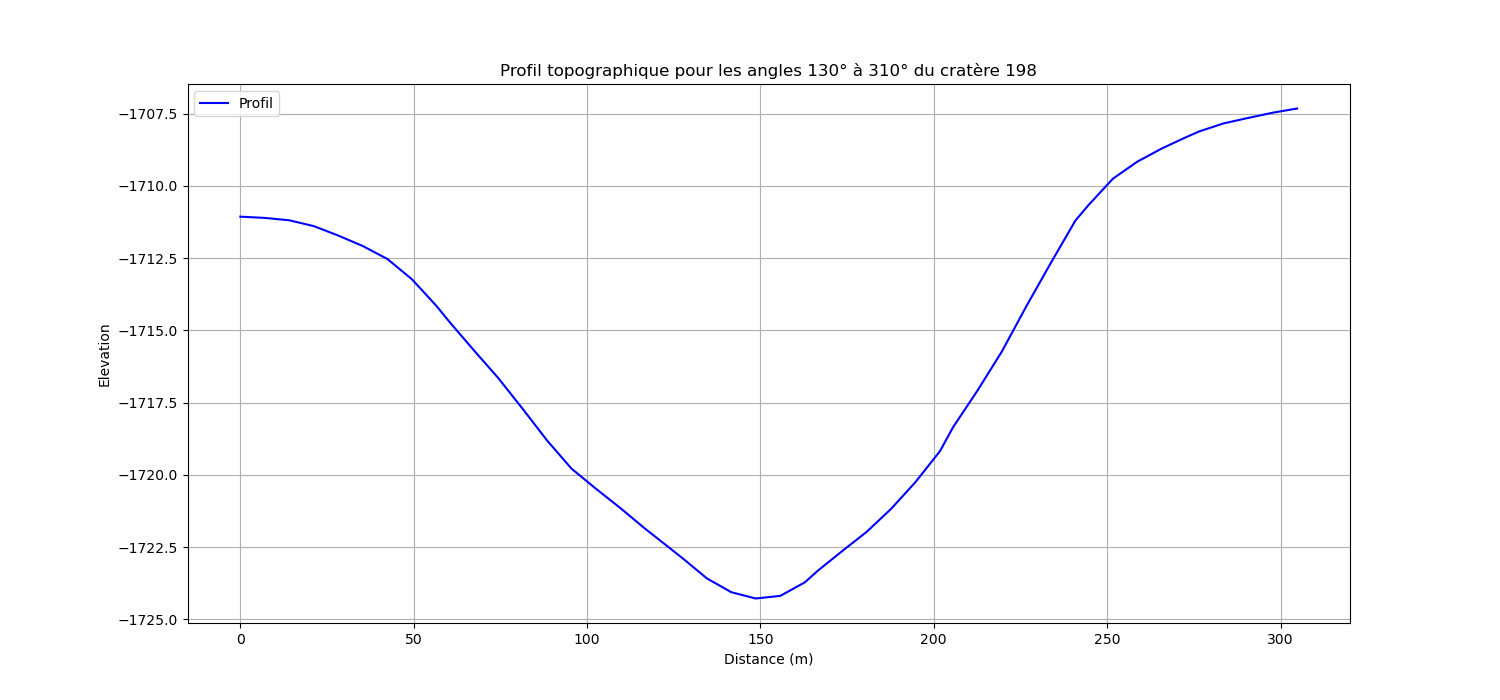 Profil topographique pour les angles 130° à 310° du cratère 198
Profil
−1707.5
−1710.0
−1712.5
−1715.0
−1717.5
−1720.0
−1722.5
−1725.0
Elevation
0 50 100 150 200 250 300
Distance (m)